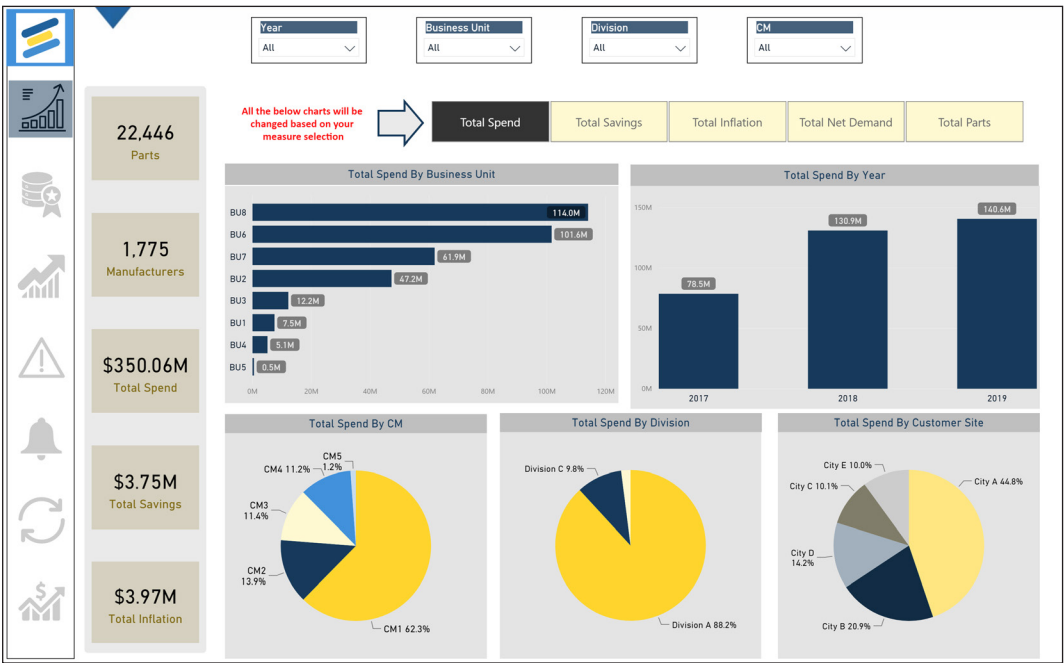 Year
All
Business Unit
All
Division
All
CM
All
All the below charts will be
changed based on your
measure selection
Total Spend
Total Savings
Total Inflation
Total Net Demand
Total Parts
22,446
Parts
1,775
Manufacturers
$350.06M
Total Spend
$3.75M
Total Savings
$3.97M
Total Inflation
Total Spend By Business Unit
BU8
114.0M
BU6
101.6M
BU7
61.9M
BU2
47.2M
BU3
12.2M
BU1
7.5M
BU4
5.1M
BU5
0.5M
0M
20M
40M
60M
80M
100M
120M
Total Spend By Year
150M
100M
50M
0M
78.5M
130.9M
140.6M
2017
2018
2019
Total Spend By CM
CM5
1.2%
CM4 11.2%
CM3
11.4%
CM2
13.9%
CM1 62.3%
Total Spend By Division
Division C 9.8%
Division A 88.2%
Total Spend By Customer Site
City E 10.0%
City C 10.1%
City D
14.2%
City B 20.9%
City A 44.8%